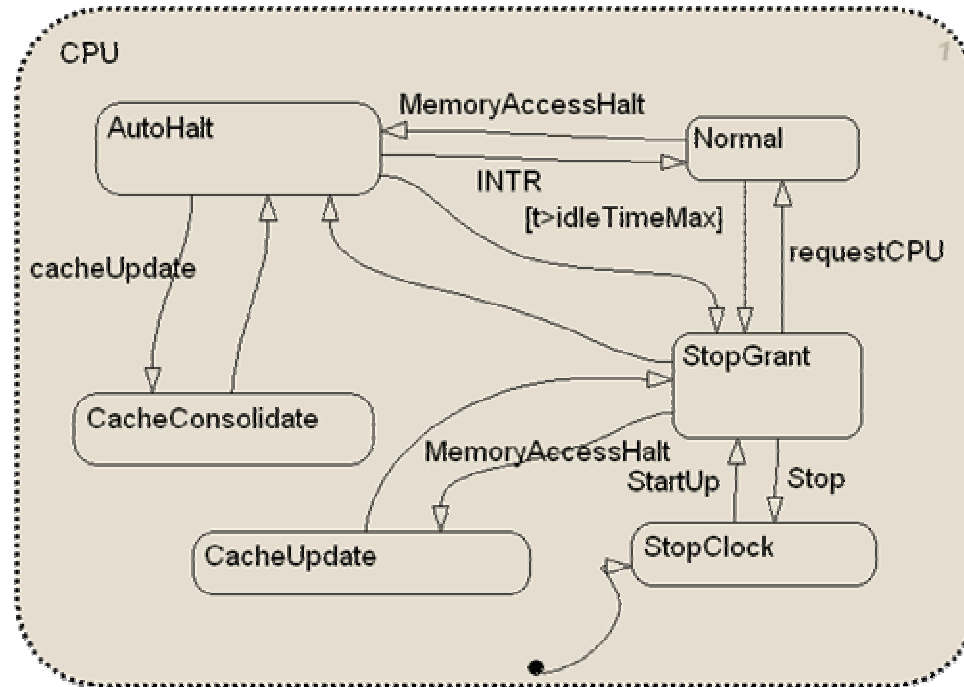 CPU
1
MemoryAccessHalt
AutoHalt
Normal
INTR
[t>idleTimeMax]
requestCPU
cacheUpdate
StopGrant
CacheConsolidate
MemoryAccessHalt
StartUp
Stop
CacheUpdate
StopClock